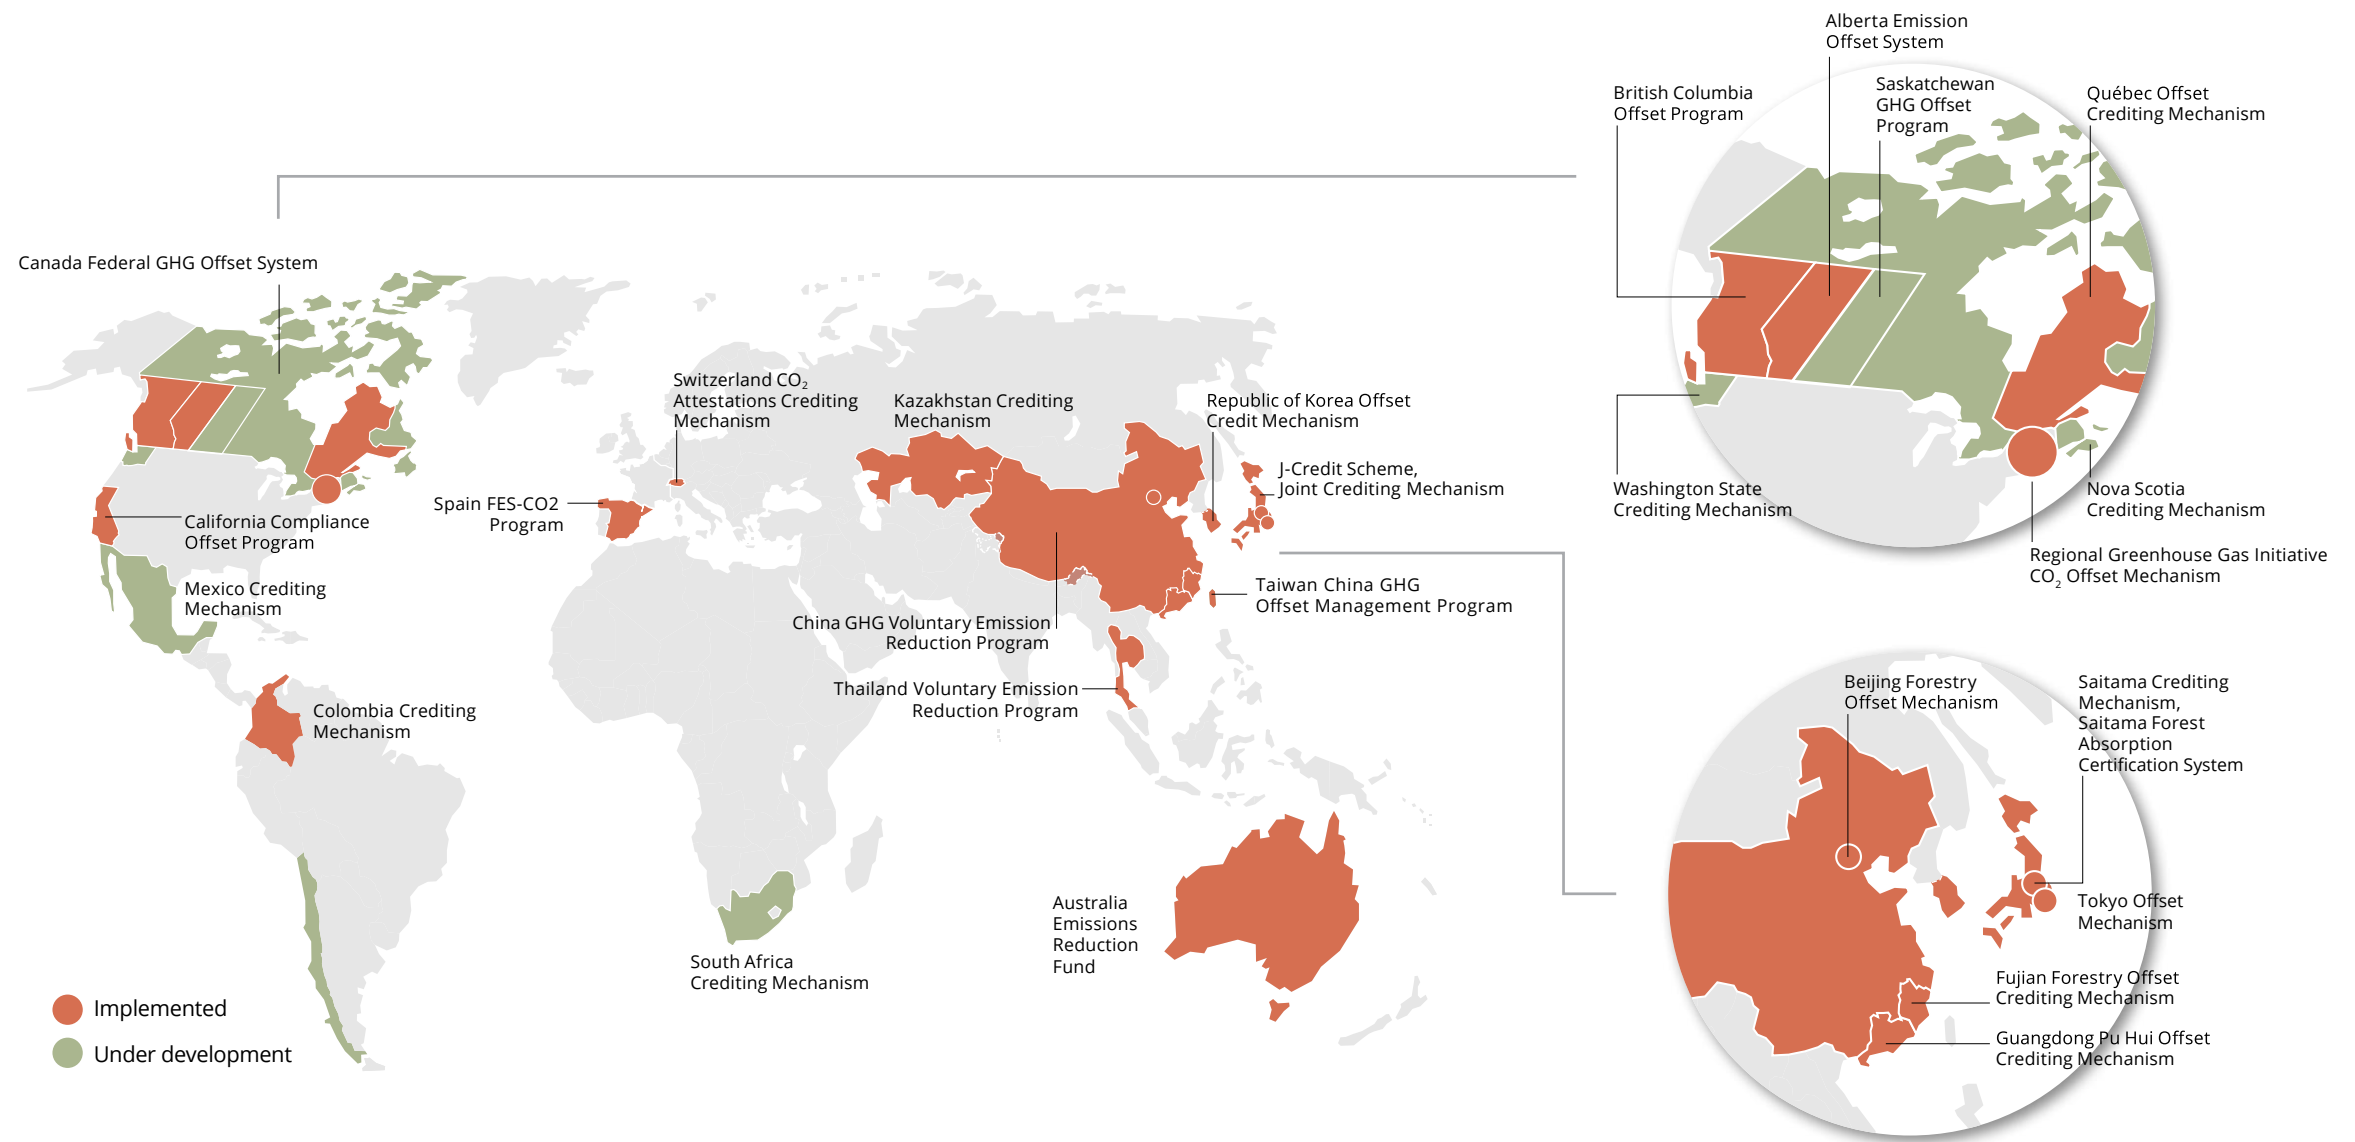 Alberta Emission
Offset System
British Columbia
Offset Program
Saskatchewan
GHG Offset
Program
Québec Offset
Crediting Mechanism
Canada Federal GHG Offset System
Switzerland CO₂
Attestations Crediting
Mechanism
Kazakhstan Crediting
Mechanism
Republic of Korea Offset
Credit Mechanism
J-Credit Scheme,
Joint Crediting Mechanism
Spain FES-CO2
Program
California Compliance
Offset Program
Washington State
Crediting Mechanism
Nova Scotia
Crediting Mechanism
Regional Greenhouse Gas Initiative
CO₂ Offset Mechanism
Mexico Crediting
Mechanism
Taiwan China GHG
Offset Management Program
China GHG Voluntary Emission
Reduction Program
Thailand Voluntary Emission
Reduction Program
Colombia Crediting
Mechanism
Beijing Forestry
Offset Mechanism
Saitama Crediting
Mechanism,
Saitama Forest
Absorption
Certification System
Tokyo Offset
Mechanism
Australia
Emissions
Reduction
Fund
South Africa
Crediting Mechanism
Fujian Forestry Offset
Crediting Mechanism
Guangdong Pu Hui Offset
Crediting Mechanism
Implemented
Under development